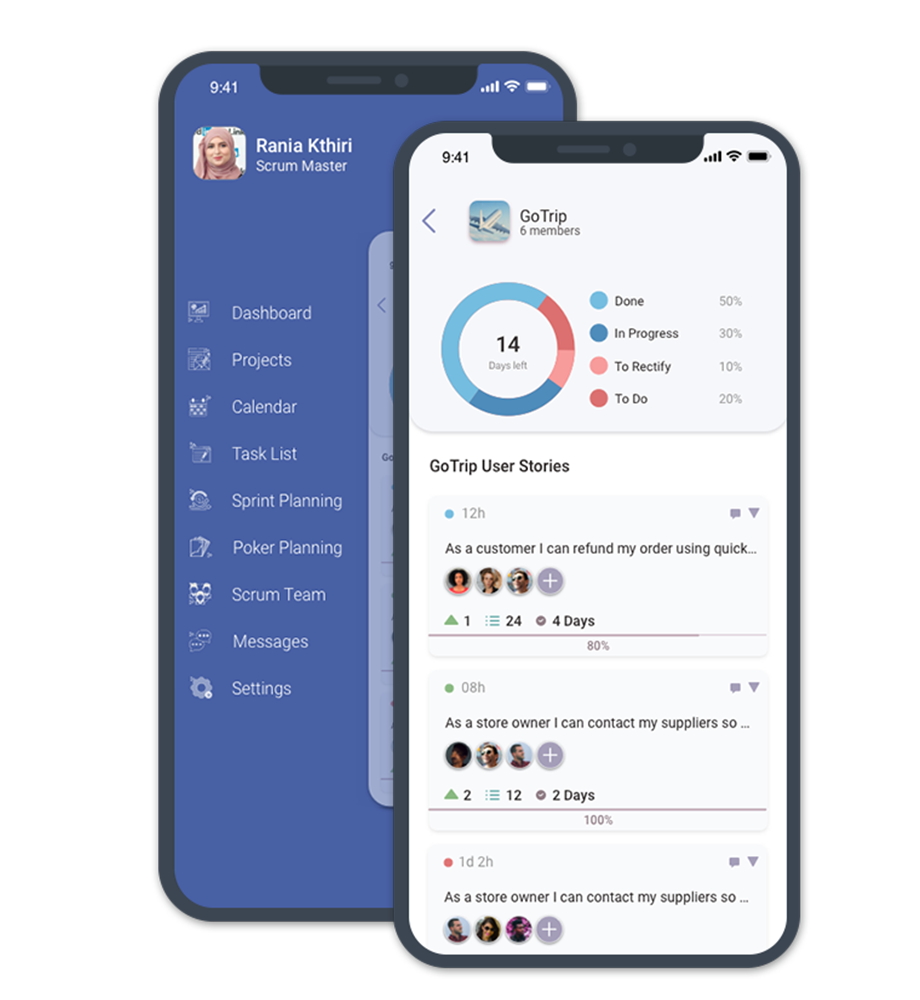 9:41
Rania Kthiri
Scrum Master
Dashboard
Projects
Calendar
Task List
Sprint Planning
Poker Planning
Scrum Team
Messages
Settings
Go
9:41
GoTrip
6 members
14
Days left
Done 50%
In Progress 30%
To Rectify 10%
To Do 20%
GoTrip User Stories
12h
As a customer I can refund my order using quick...
1 24 4 Days
80%
08h
As a store owner I can contact my suppliers so ...
2 12 2 Days
100%
1d 2h
As a store owner I can contact my suppliers so ...